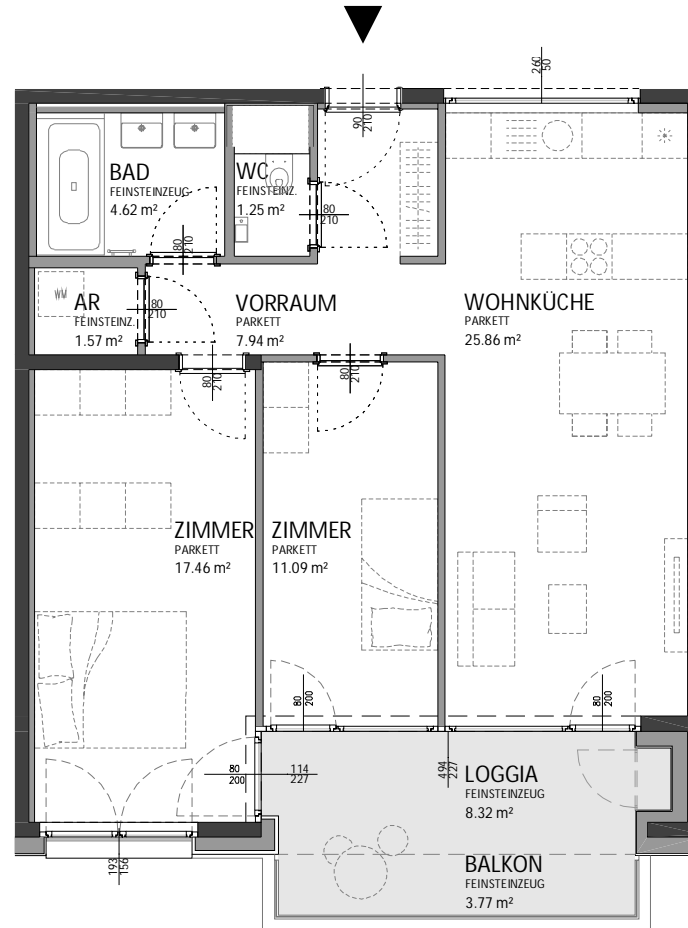 260
50
90
210
BAD
FEINSTEINZEUG
4.62 m²
WC
FEINSTEINZ.
1.25 m²
80
210
80
210
AR
FEINSTEINZ.
1.57 m²
80
210
VORRAUM
PARKETT
7.94 m²
WOHNKÜCHE
PARKETT
25.86 m²
80
210
80
210
ZIMMER
PARKETT
17.46 m²
ZIMMER
PARKETT
11.09 m²
80
200
80
200
80
200
114
227
494
227
LOGGIA
FEINSTEINZEUG
8.32 m²
193
156
BALKON
FEINSTEINZEUG
3.77 m²